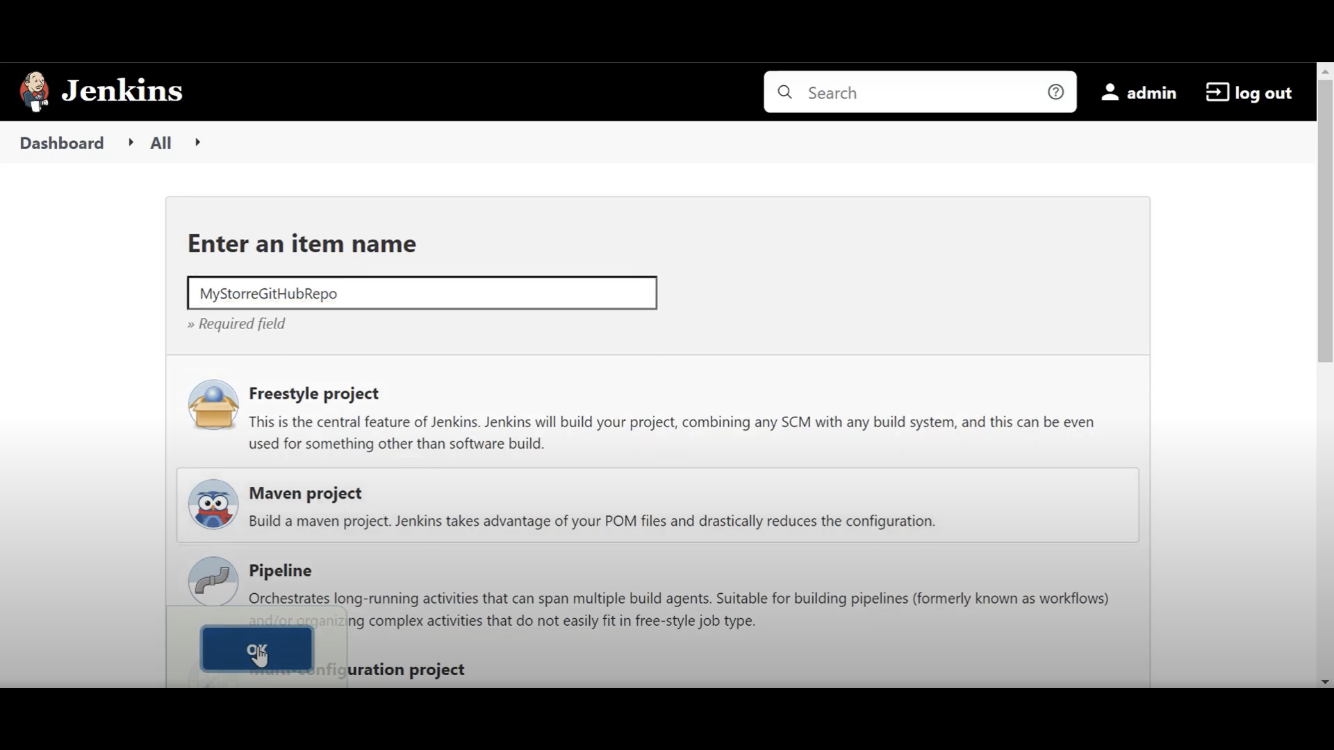 Jenkins
Search
admin
log out
Dashboard
All
Enter an item name
MyStorreGitHubRepo
» Required field
Freestyle project
This is the central feature of Jenkins. Jenkins will build your project, combining any SCM with any build system, and this can be even
used for something other than software build.
Maven project
Build a maven project. Jenkins takes advantage of your POM files and drastically reduces the configuration.
Pipeline
Orchestrates long-running activities that can span multiple build agents. Suitable for building pipelines (formerly known as workflows)
and/or organizing complex activities that do not easily fit in free-style job type.
OK
Multi-configuration project